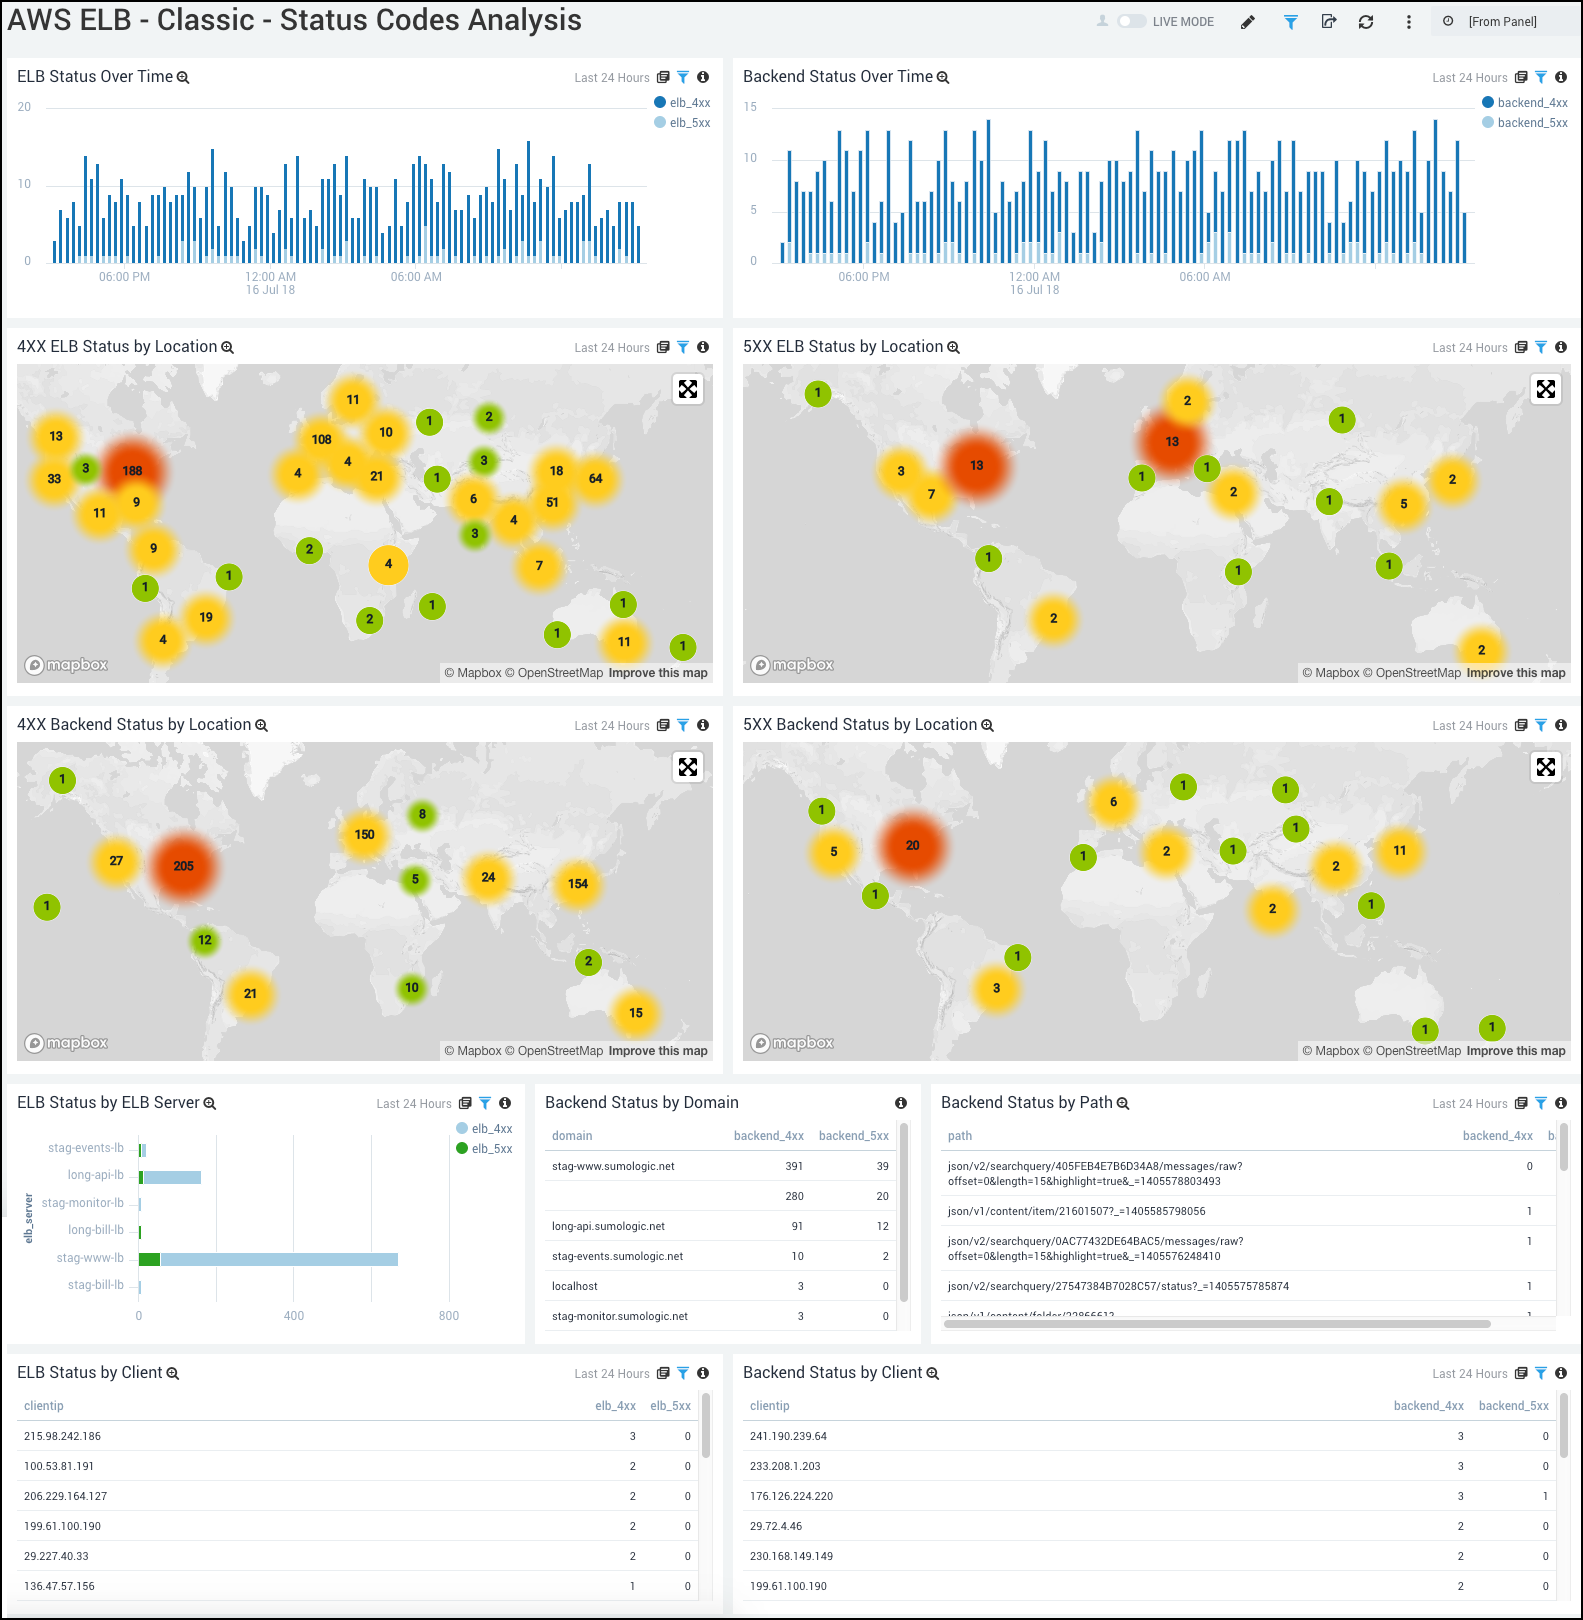 AWS ELB - Classic - Status Codes Analysis
LIVE MODE
[From Panel]
ELB Status Over Time
Last 24 Hours
elb_4xx
elb_5xx
20
10
0
06:00 PM
12:00 AM
16 Jul 18
06:00 AM
Backend Status Over Time
Last 24 Hours
backend_4xx
backend_5xx
15
10
5
0
06:00 PM
12:00 AM
16 Jul 18
06:00 AM
4XX ELB Status by Location
Last 24 Hours
11
13
108
10
1
2
3
188
4
4
21
1
3
18
64
33
11
9
6
51
4
3
9
2
4
7
1
1
19
2
1
1
4
1
11
1
mapbox
© Mapbox © OpenStreetMap Improve this map
5XX ELB Status by Location
Last 24 Hours
1
2
1
13
13
3
7
1
1
2
1
5
2
1
1
1
2
2
mapbox
© Mapbox © OpenStreetMap Improve this map
4XX Backend Status by Location
Last 24 Hours
1
8
150
27
205
5
24
154
1
12
2
21
10
15
mapbox
© Mapbox © OpenStreetMap Improve this map
5XX Backend Status by Location
Last 24 Hours
1
6
1
1
1
5
20
1
2
1
2
11
1
2
1
1
3
1
1
mapbox
© Mapbox © OpenStreetMap Improve this map
ELB Status by ELB Server
Last 24 Hours
elb_4xx
elb_5xx
elb_server
stag-events-lb
long-api-lb
stag-monitor-lb
long-bill-lb
stag-www-lb
stag-bill-lb
0
400
800
Backend Status by Domain
domain backend_4xx backend_5xx
stag-www.sumologic.net 391 39
280 20
long-api.sumologic.net 91 12
stag-events.sumologic.net 10 2
localhost 3 0
stag-monitor.sumologic.net 3 0
Backend Status by Path
Last 24 Hours
path backend_4xx
json/v2/searchquery/405FEB4E7B6D34A8/messages/raw? 0
offset=0&length=15&highlight=true&_=1405578803493
json/v1/content/item/21601507?_=1405585798056 1
json/v2/searchquery/0AC77432DE64BAC5/messages/raw? 1
offset=0&length=15&highlight=true&_=1405576248410
json/v2/searchquery/27547384B7028C57/status?_=1405575785874 1
ELB Status by Client
Last 24 Hours
clientip elb_4xx elb_5xx
215.98.242.186 3 0
100.53.81.191 2 0
206.229.164.127 2 0
199.61.100.190 2 0
29.227.40.33 2 0
136.47.57.156 1 0
Backend Status by Client
Last 24 Hours
clientip backend_4xx backend_5xx
241.190.239.64 3 0
233.208.1.203 3 0
176.126.224.220 3 1
29.72.4.46 2 0
230.168.149.149 2 0
199.61.100.190 2 0